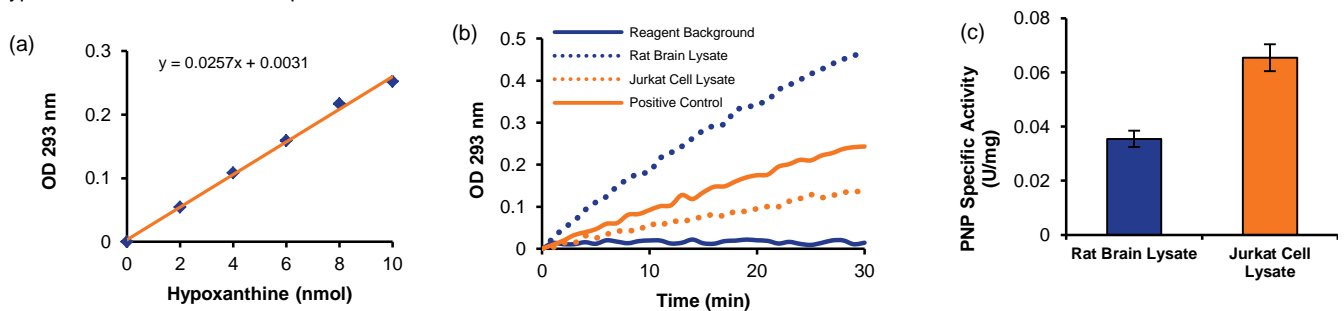 (a)
y = 0.0257x + 0.0031
OD 293 nm
0.3
0.2
0.1
0
0 2 4 6 8 10
Hypoxanthine (nmol)
(b)
Reagent Background
Rat Brain Lysate
Jurkat Cell Lysate
Positive Control
OD 293 nm
0.5
0.4
0.3
0.2
0.1
0
0 10 20 30
Time (min)
(c)
PNP Specific Activity
(U/mg)
0.08
0.06
0.04
0.02
0
Rat Brain Lysate
Jurkat Cell
Lysate